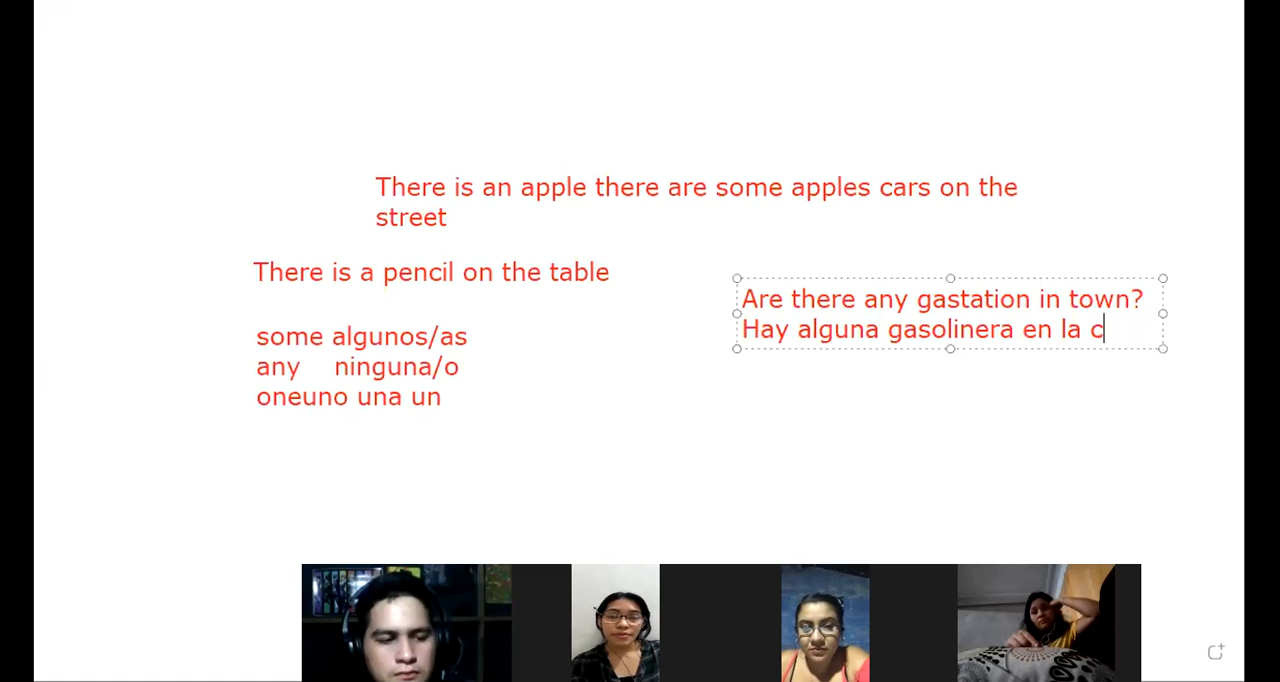 There is an apple there are some apples cars on the
street
There is a pencil on the table
Are there any gastation in town?
Hay alguna gasolinera en la c
some algunos/as
any ninguna/o
oneuno una un